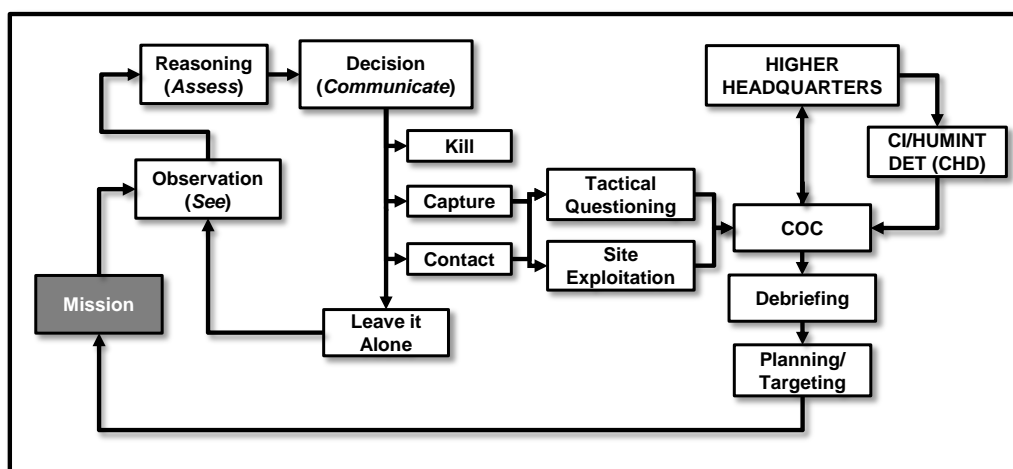 Reasoning
(Assess)
Decision
(Communicate)
HIGHER
HEADQUARTERS
Kill
CI/HUMINT
DET (CHD)
Observation
(See)
Capture
Tactical
Questioning
COC
Contact
Site
Exploitation
Mission
Leave it
Alone
Debriefing
Planning/
Targeting